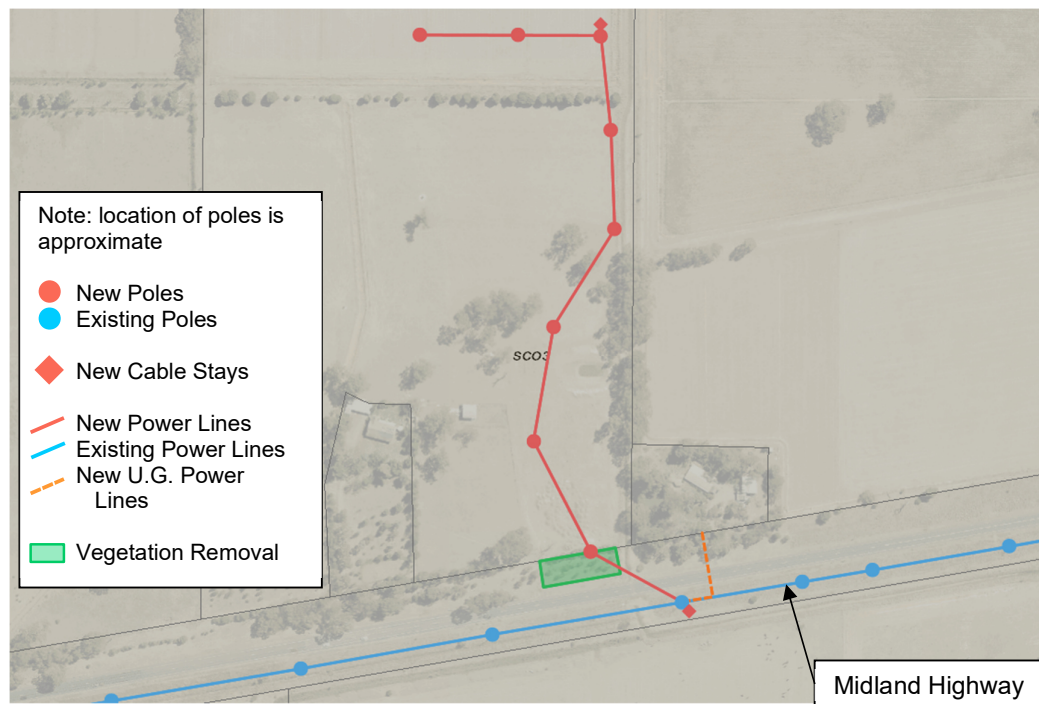 Note: location of poles is
approximate
New Poles
Existing Poles
New Cable Stays
New Power Lines
Existing Power Lines
New U.G. Power
Lines
Vegetation Removal
sco3
Midland Highway